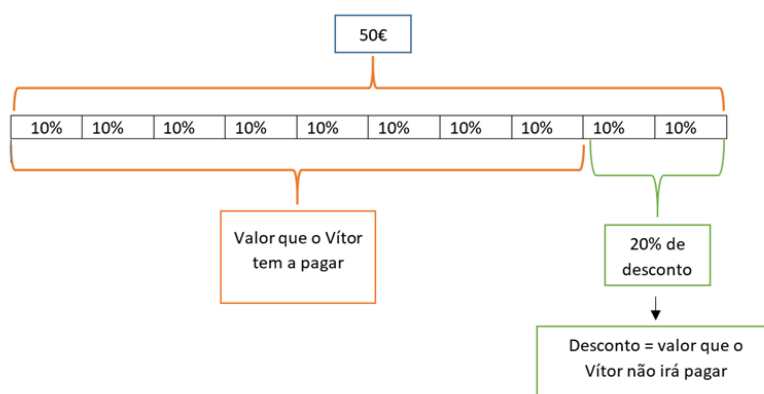 50€
10% 10% 10% 10% 10% 10% 10% 10% 10% 10%
Valor que o Vítor
tem a pagar
20% de
desconto
Desconto = valor que o
Vítor não irá pagar